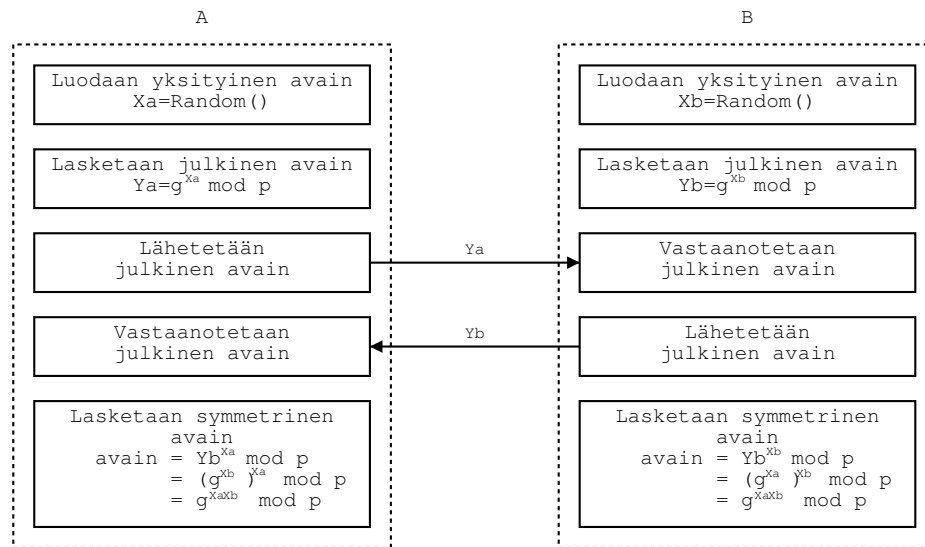 A
Luodaan yksityinen avain
Xa=Random()
Lasketaan julkinen avain
Ya=g^Xa mod p
Lähetetään
julkinen avain
Vastaanotetaan
julkinen avain
Lasketaan symmetrinen
avain
avain = Yb^Xa mod p
= (g^Xb )^Xa mod p
= g^XaXb mod p
Ya
Yb
B
Luodaan yksityinen avain
Xb=Random()
Lasketaan julkinen avain
Yb=g^Xb mod p
Vastaanotetaan
julkinen avain
Lähetetään
julkinen avain
Lasketaan symmetrinen
avain
avain = Yb^Xb mod p
= (g^Xa )^Xb mod p
= g^XaXb mod p